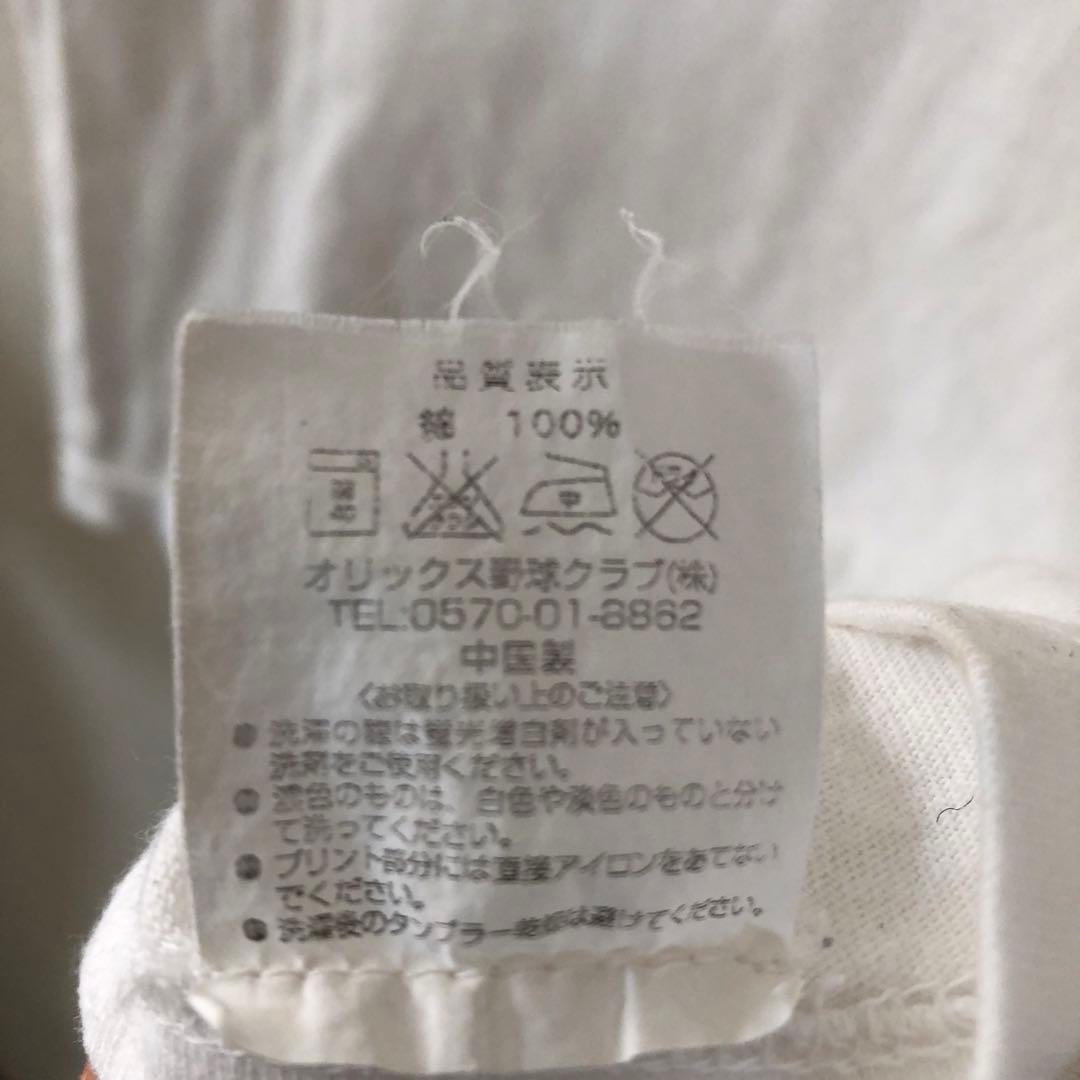 品質表示
綿 100%
中
オリックス野球クラブ(株)
TEL:0570-01-8862
中国製
〈お取り扱い上のご注意〉
● 洗濯の際は蛍光増白剤が入っていない
洗剤をご使用ください。
● 濃色のものは、白色や淡色のものと分け
て洗ってください。
● プリント部分には直接アイロンをあてない
でください。
● 洗濯後のタンブラー乾燥は避けてください。